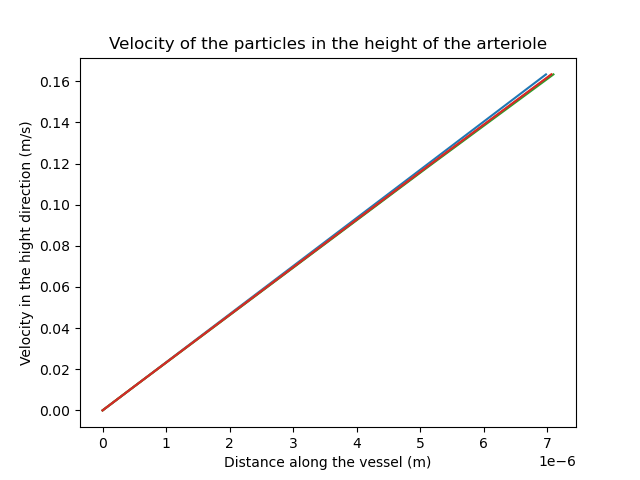 Velocity of the particles in the height of the arteriole
Velocity in the hight direction (m/s)
0.16
0.14
0.12
0.10
0.08
0.06
0.04
0.02
0.00
0 1 2 3 4 5 6 7
1e−6
Distance along the vessel (m)